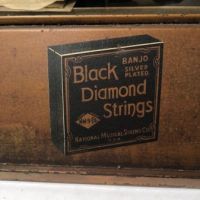 BANJO
SILVER
PLATED
Black
Diamond
Strings
NATIONAL MUSICAL STRING CO.
U.S.A.